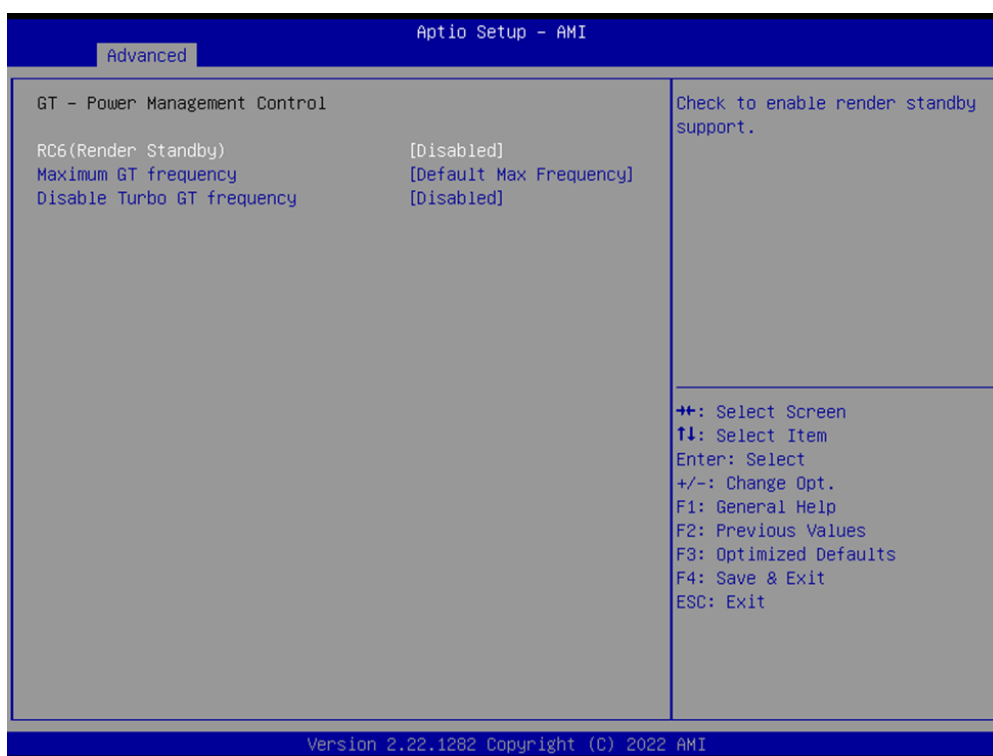 Aptio Setup – AMI
Advanced
GT – Power Management Control
RC6(Render Standby) [Disabled]
Maximum GT frequency [Default Max Frequency]
Disable Turbo GT frequency [Disabled]
Check to enable render standby
support.
→←: Select Screen
↑↓: Select Item
Enter: Select
+/-: Change Opt.
F1: General Help
F2: Previous Values
F3: Optimized Defaults
F4: Save & Exit
ESC: Exit
Version 2.22.1282 Copyright (C) 2022 AMI